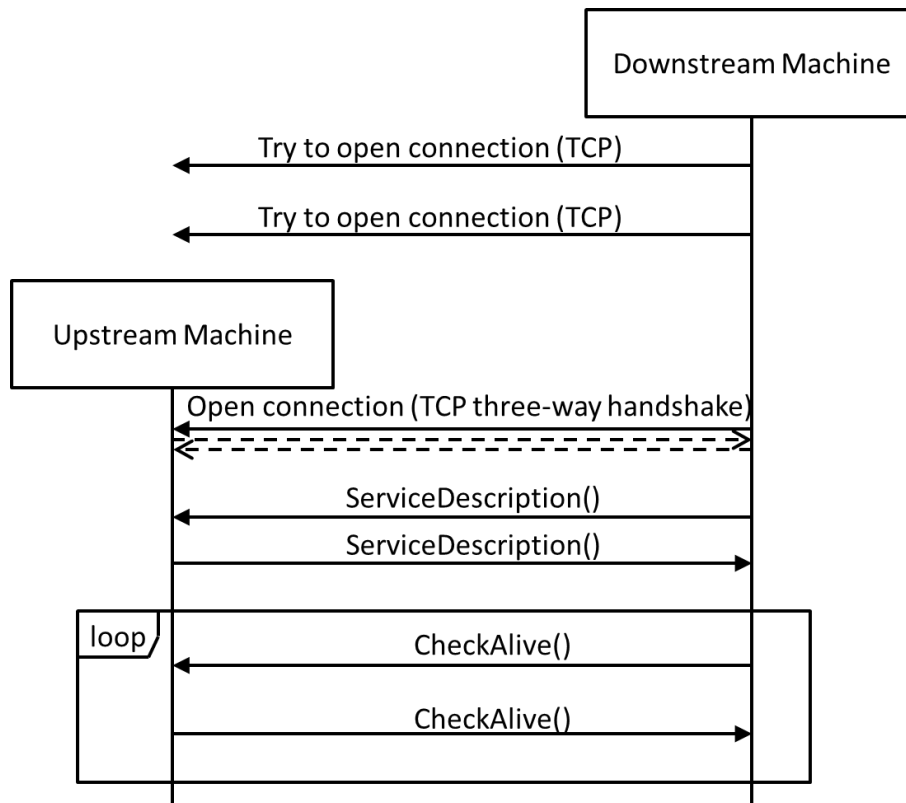 Downstream Machine
Try to open connection (TCP)
Try to open connection (TCP)
Upstream Machine
Open connection (TCP three-way handshake)
ServiceDescription()
ServiceDescription()
loop
CheckAlive()
CheckAlive()